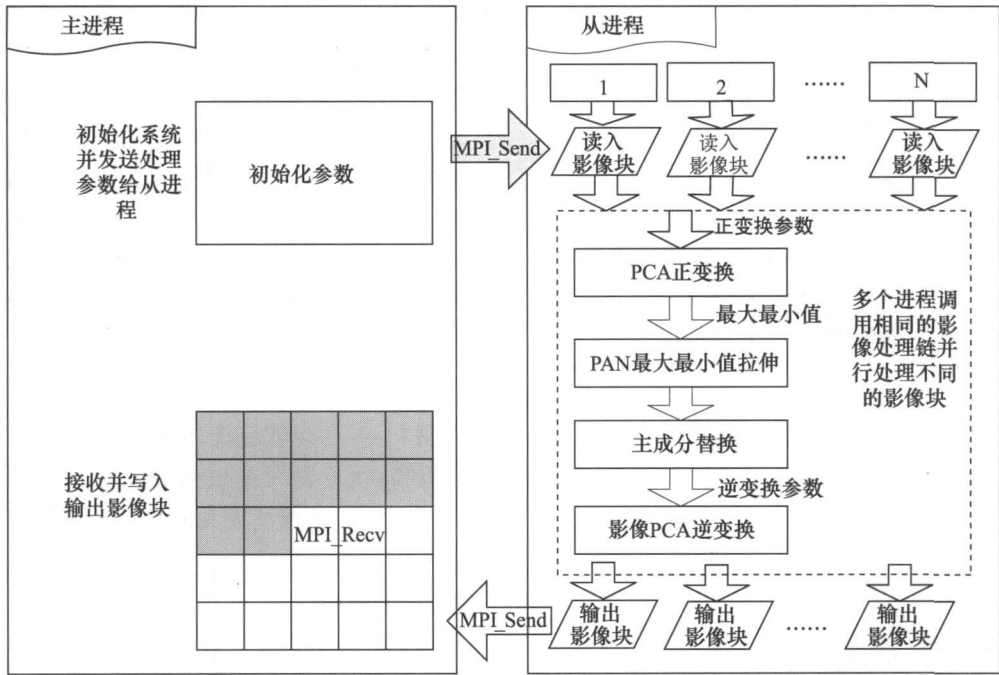 主进程
初始化系统
并发送处理
参数给从进
程
初始化参数
接收并写入
输出影像块
MPI_Recv
MPI_Send
从进程
1
2
……
N
读入
影像块
读入
影像块
……
读入
影像块
正变换参数
PCA正变换
最大最小值
PAN最大最小值拉伸
主成分替换
逆变换参数
影像PCA逆变换
多个进程调
用相同的影
像处理链并
行处理不同
的影像块
MPI_Send
输出
影像块
输出
影像块
……
输出
影像块